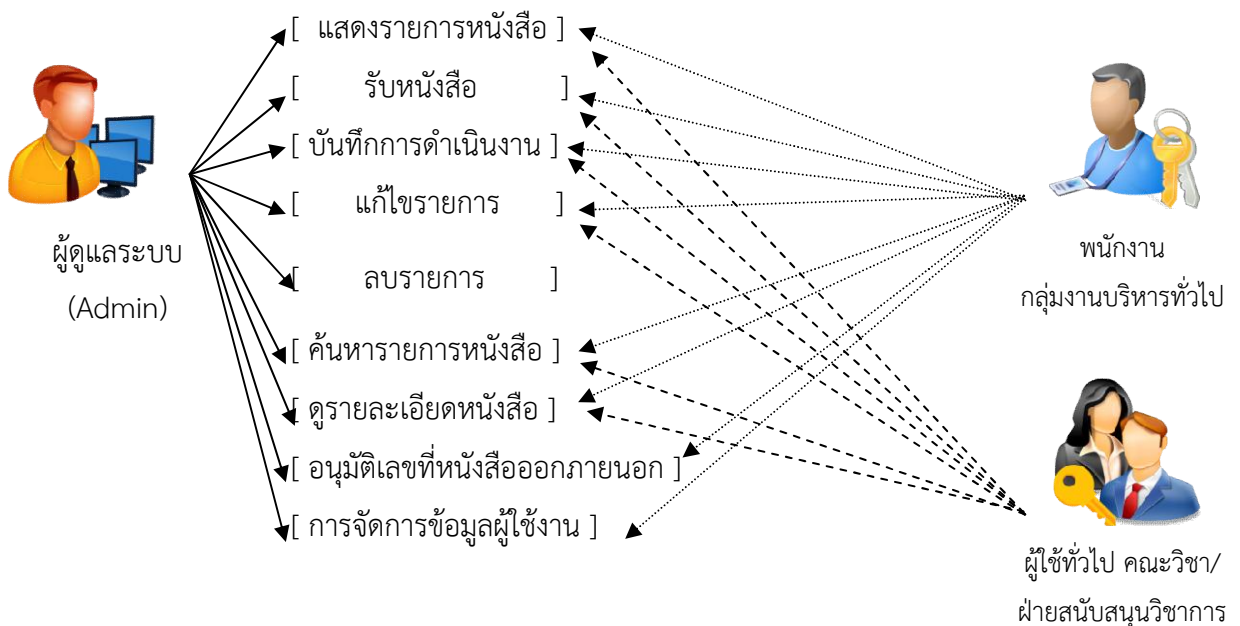 [ แสดงรายการหนังสือ ]
[ รับหนังสือ ]
[ บันทึกการดำเนินงาน ]
[ แก้ไขรายการ ]
[ ลบรายการ ]
[ ค้นหารายการหนังสือ ]
[ ดูรายละเอียดหนังสือ ]
[ อนุมัติเลขที่หนังสือออกภายนอก ]
[ การจัดการข้อมูลผู้ใช้งาน ]
ผู้ดูแลระบบ
(Admin)
พนักงาน
กลุ่มงานบริหารทั่วไป
ผู้ใช้ทั่วไป คณะวิชา/
ฝ่ายสนับสนุนวิชาการ